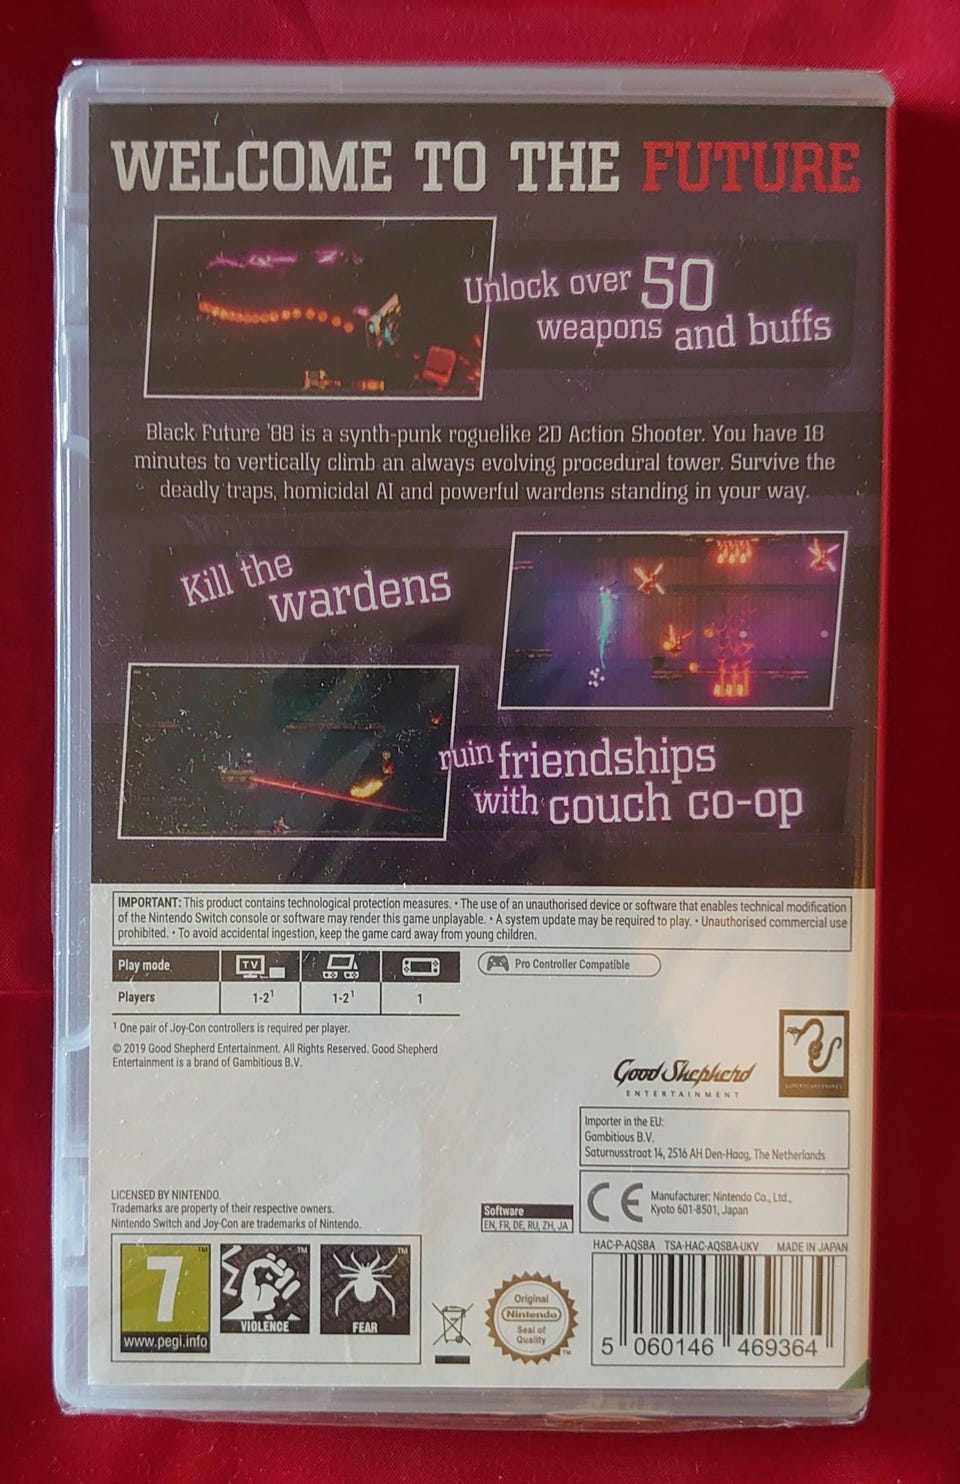 WELCOME TO THE FUTURE
Unlock over 50
weapons and buffs
Black Future '88 is a synth-punk roguelike 2D Action Shooter. You have 18
minutes to vertically climb an always evolving procedural tower. Survive the
deadly traps, homicidal AI and powerful wardens standing in your way.
Kill the
wardens
ruin friendships
with couch co-op
IMPORTANT: This product contains technological protection measures. • The use of an unauthorised device or software that enables technical modification
of the Nintendo Switch console or software may render this game unplayable. • A system update may be required to play. • Unauthorised commercial use
prohibited. • To avoid accidental ingestion, keep the game card away from young children.
Play mode TV
Pro Controller Compatible
Players 1-2¹ 1-2¹ 1
¹ One pair of Joy-Con controllers is required per player.
© 2019 Good Shepherd Entertainment. All Rights Reserved. Good Shepherd
Entertainment is a brand of Gambitious B.V.
Good Shepherd
ENTERTAINMENT
Importer in the EU:
Gambitious B.V.
Saturnusstraat 14, 2516 AH Den-Haag, The Netherlands
CE
Manufacturer: Nintendo Co., Ltd.,
Kyoto 601-8501, Japan
LICENSED BY NINTENDO.
Trademarks are property of their respective owners.
Nintendo Switch and Joy-Con are trademarks of Nintendo.
Software
EN, FR, DE, RU, ZH, JA
HAC-P-AQSBA TSA-HAC-AQSBA-UKV MADE IN JAPAN
7 TM
www.pegi.info
VIOLENCE TM
FEAR TM
Original
Nintendo
Seal of
Quality TM
5 060146 469364